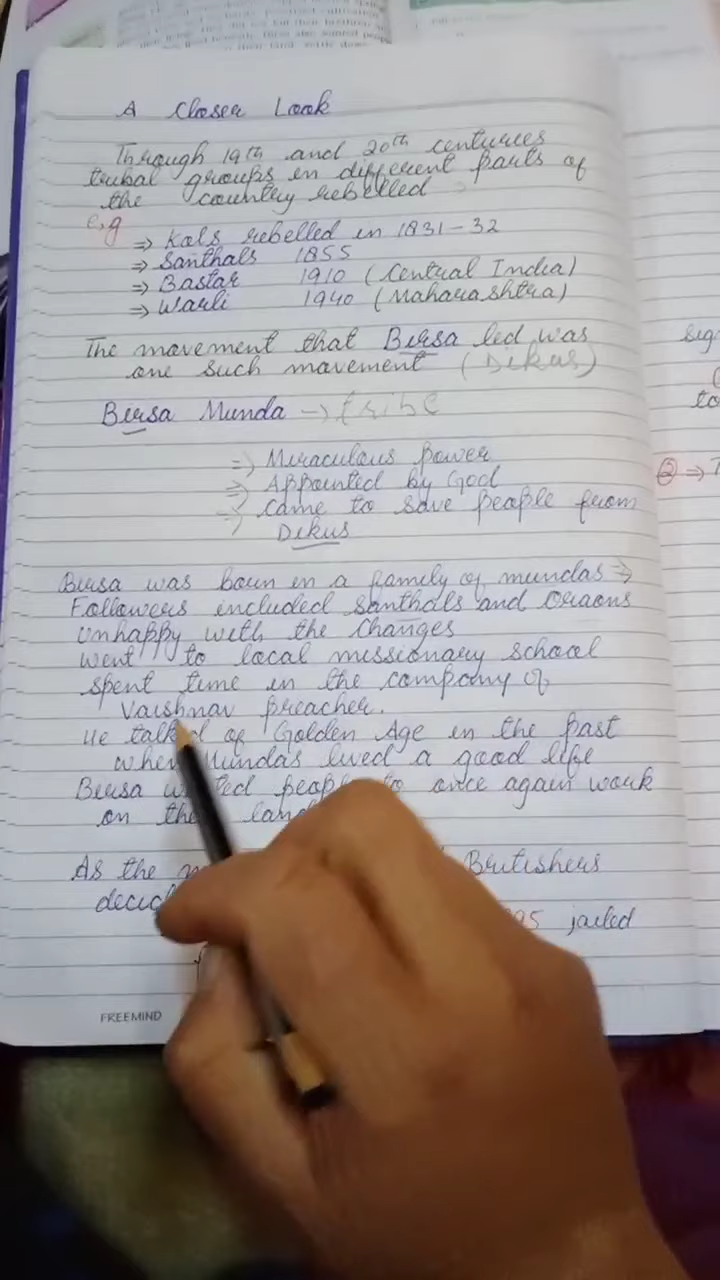 A Closer Look
Through 19th and 20th centuries
tribal groups in different parts of
the country rebelled
e,g
⇒ Kols rebelled in 1831-32
⇒ Santhals 1855
⇒ Bastar 1910 (Central India)
⇒ Warli 1940 (Maharashtra)
The movement that Birsa led was
one such movement (Dikus)
Birsa Munda → tribe
⇒ Miraculous power
⇒ Appointed by God
⇒ Came to save people from
Dikus
Birsa was born in a family of mundas ⇒
Followers included Santhals and Oraons
unhappy with the changes
went to local missionary school
spent time in the company of
Vaishnav preacher.
He talked of Golden Age in the past
when Mundas lived a good life
Birsa people to once again work
on the
As the Britishers
jailed
FREEMIND
sig
to
② ⇒